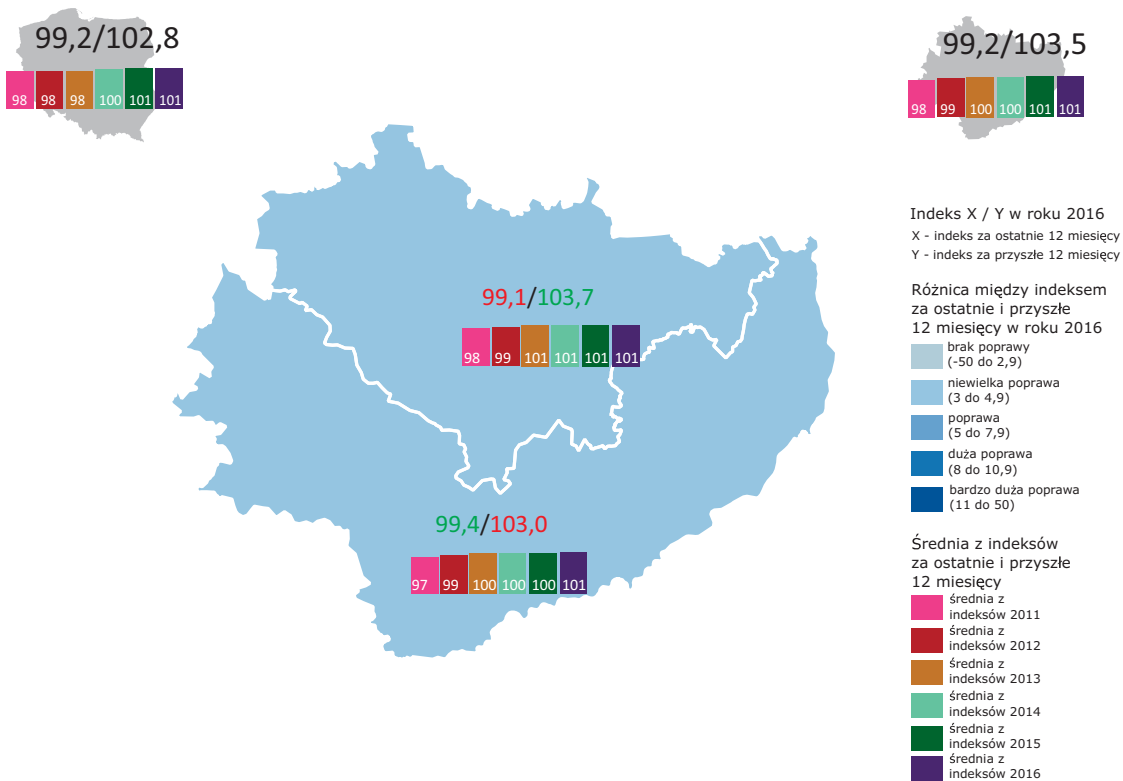 99,2/102,8
98 98 98 100 101 101
99,2/103,5
98 99 100 100 101 101
99,1/103,7
98 99 101 101 101 101
99,4/103,0
97 99 100 100 100 101
Indeks X / Y w roku 2016
X - indeks za ostatnie 12 miesięcy
Y - indeks za przyszłe 12 miesięcy
Różnica między indeksem
za ostatnie i przyszłe
12 miesięcy w roku 2016
brak poprawy
(-50 do 2,9)
niewielka poprawa
(3 do 4,9)
poprawa
(5 do 7,9)
duża poprawa
(8 do 10,9)
bardzo duża poprawa
(11 do 50)
Średnia z indeksów
za ostatnie i przyszłe
12 miesięcy
średnia z
indeksów 2011
średnia z
indeksów 2012
średnia z
indeksów 2013
średnia z
indeksów 2014
średnia z
indeksów 2015
średnia z
indeksów 2016